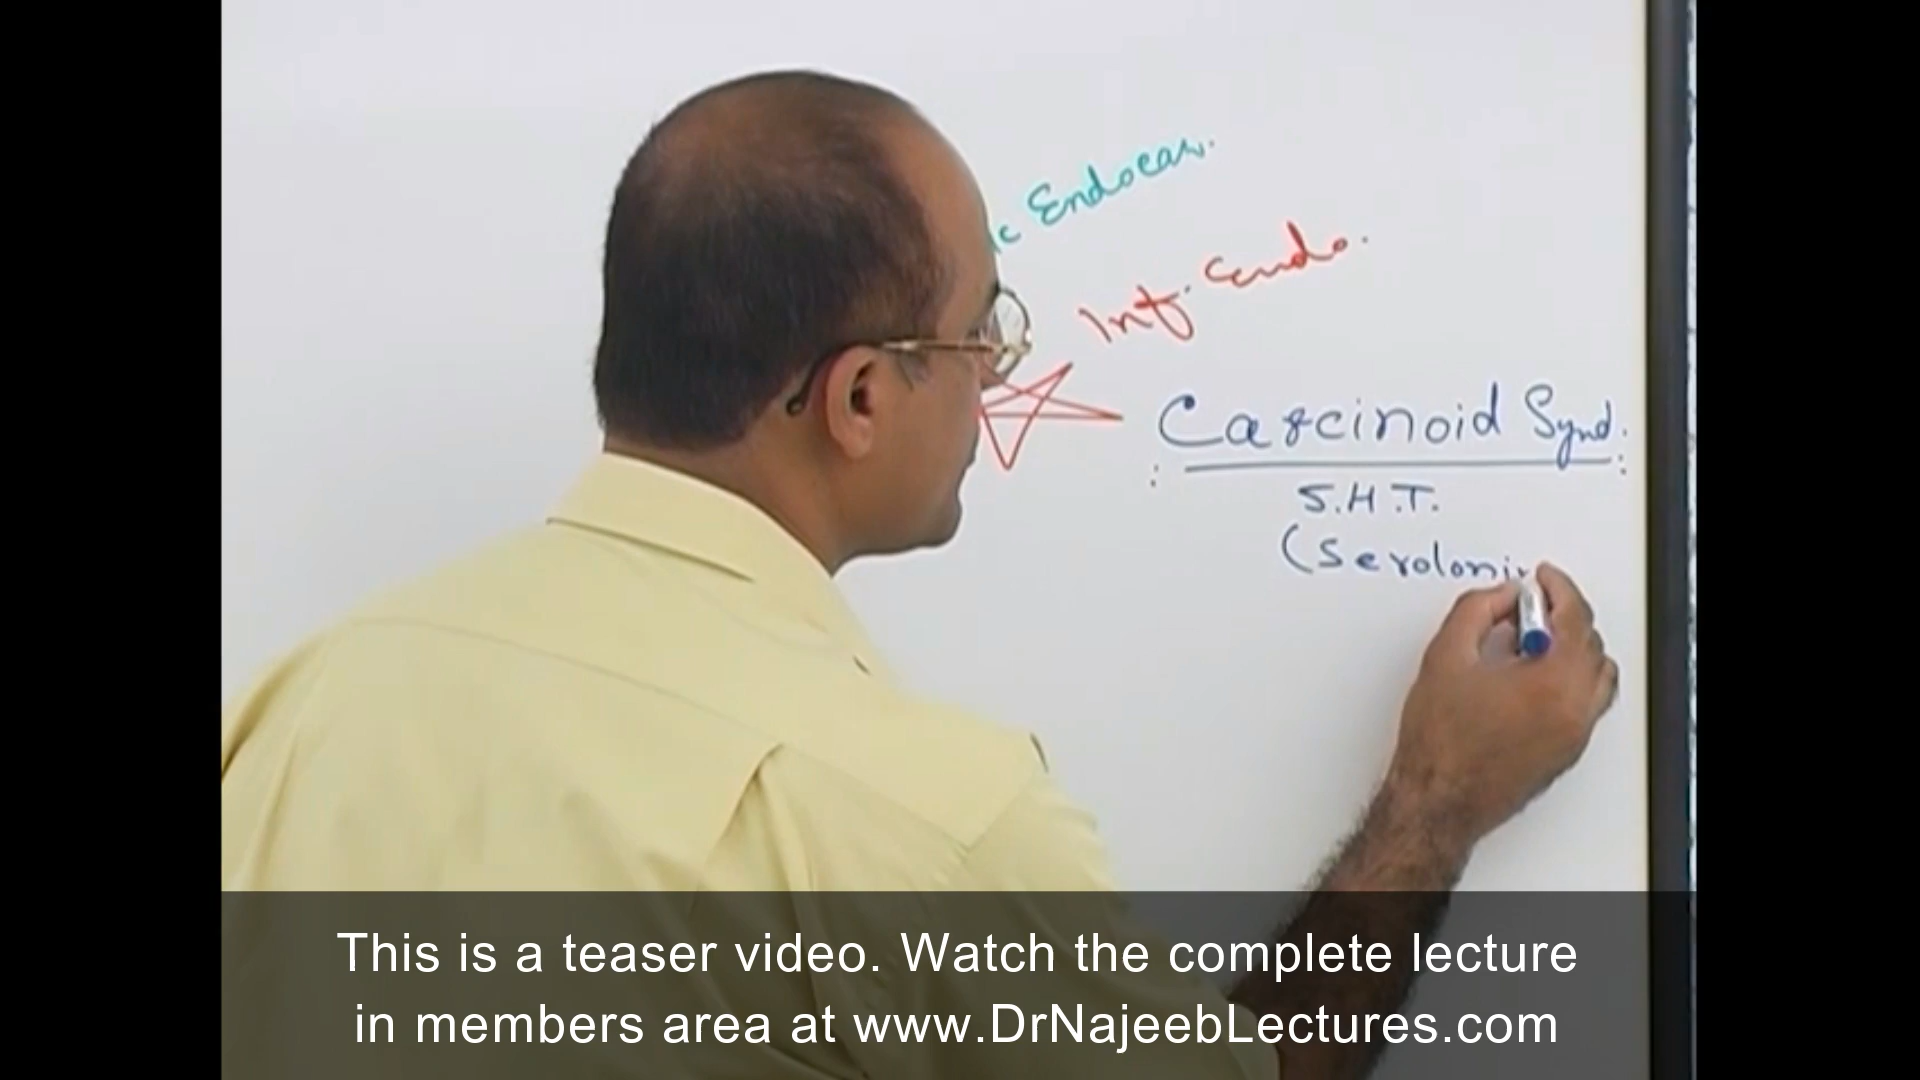 c Endocar.
Inf. Endo.
Carcinoid Synd.
5.H.T.
(Serotonin
This is a teaser video. Watch the complete lecture
in members area at www.DrNajeebLectures.com